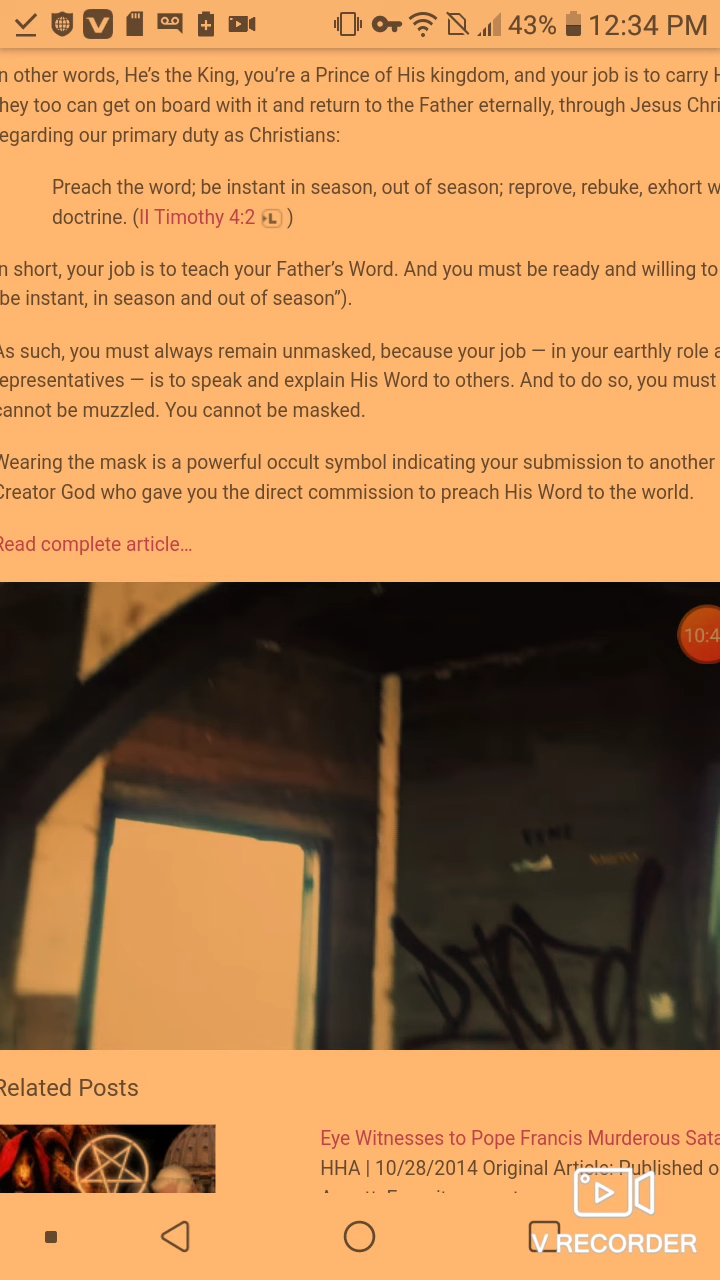 43% 12:34 PM
n other words, He's the King, you're a Prince of His kingdom, and your job is to carry
hey too can get on board with it and return to the Father eternally, through Jesus Chri
egarding our primary duty as Christians:
Preach the word; be instant in season, out of season; reprove, rebuke, exhort w
doctrine. (II Timothy 4:2 L )
n short, your job is to teach your Father's Word. And you must be ready and willing to
be instant, in season and out of season").
As such, you must always remain unmasked, because your job — in your earthly role a
epresentatives — is to speak and explain His Word to others. And to do so, you must
cannot be muzzled. You cannot be masked.
Wearing the mask is a powerful occult symbol indicating your submission to another
Creator God who gave you the direct commission to preach His Word to the world.
Read complete article…
10:4
Related Posts
Eye Witnesses to Pope Francis Murderous Sata
HHA | 10/28/2014 Original Article: Published o
V RECORDER